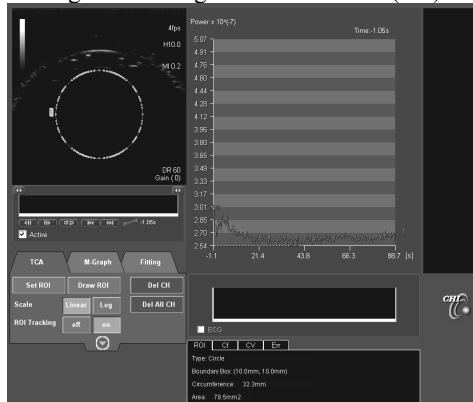 4fps
H10.0
MI 0.2
DR 60
Gain ( 0)
-1.05s
Active
TCA M-Graph Fitting
Set ROI Draw ROI Del CH
Scale Linear Log Del All CH
ROI Tracking off on
Power x 10^(-7)
Time:-1.05s
5.07
4.91
4.76
4.60
4.44
4.28
4.12
3.96
3.80
3.65
3.49
3.33
3.17
3.01
2.85
2.70
2.54
-1.1 21.4 43.8 66.3 88.7 [s]
ECG
CHI
ROI Cf CV Err
Type: Circle
Boundary Box: (10.0mm, 10.0mm)
Circumference: 32.3mm
Area: 78.5mm2